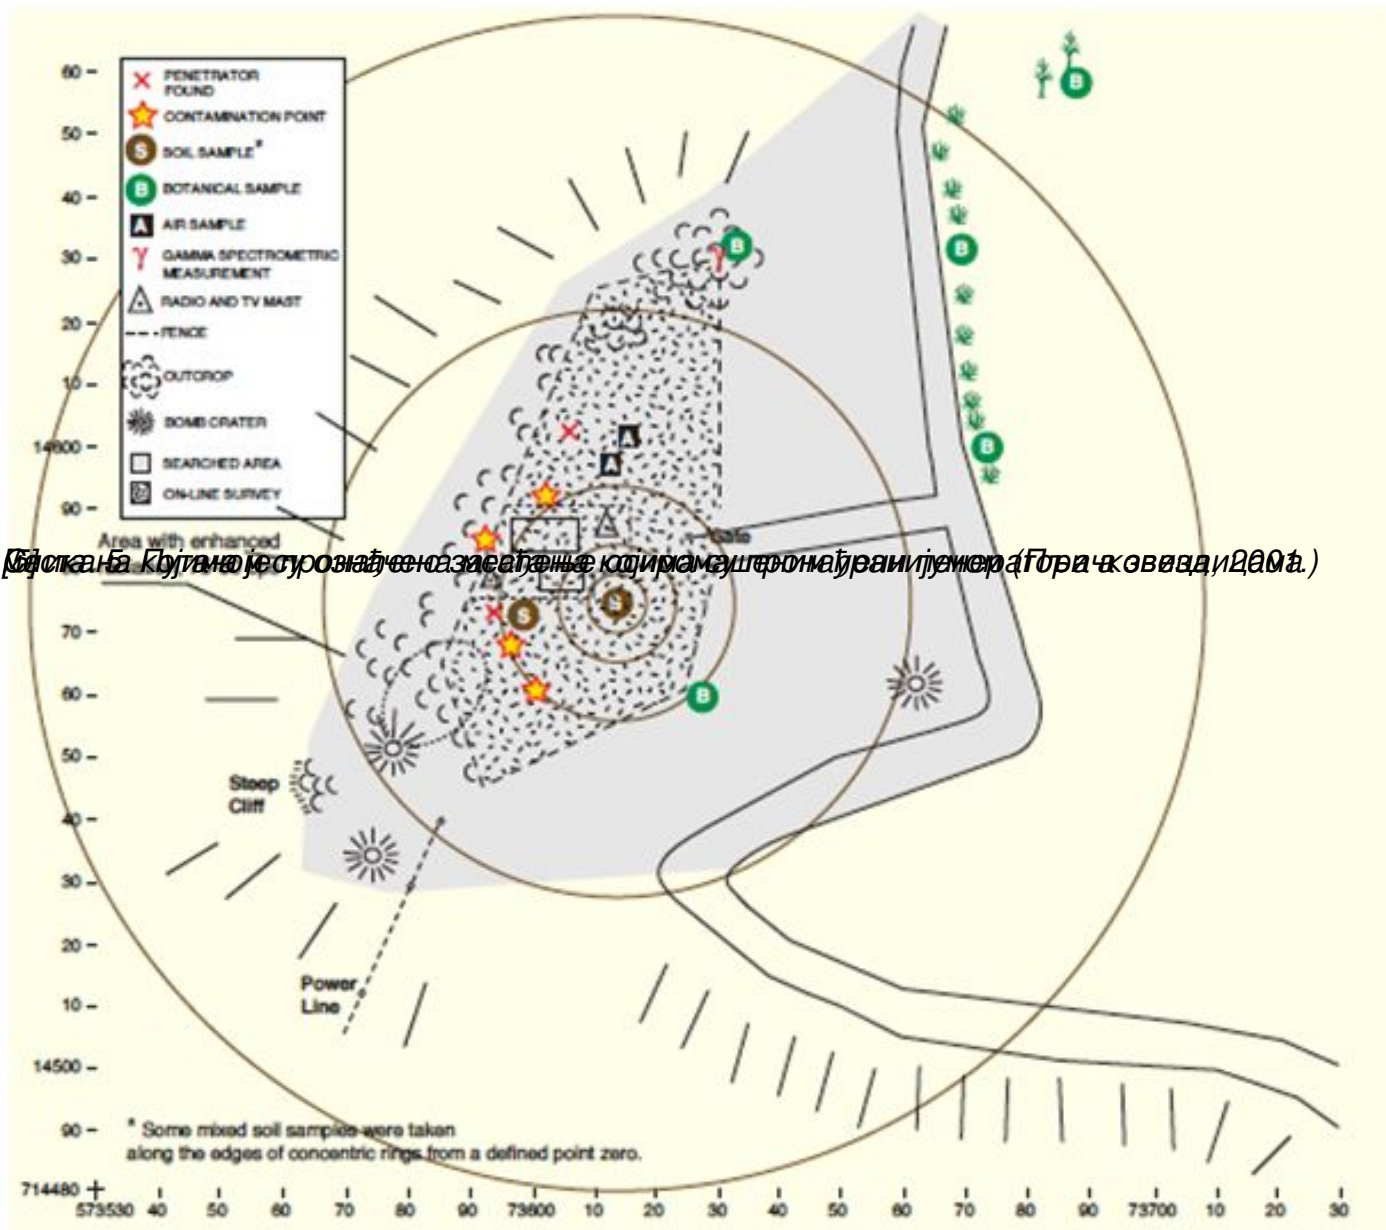 60
50
40
30
20
10
14600
90
70
60
50
40
30
20
10
14500
90
714480
PENETRATOR
FOUND
CONTAMINATION POINT
SOIL SAMPLE*
BOTANICAL SAMPLE
AIR SAMPLE
GAMMA SPECTROMETRIC
MEASUREMENT
RADIO AND TV MAST
FENCE
OUTCROP
BOMB CRATER
SEARCHED AREA
ON-LINE SURVEY
S
B
A
γ
B
B
B
B
A
A
Gate
Area with enhanced
2001.)
S
S
B
Steep
Cliff
Power
Line
* Some mixed soil samples were taken
along the edges of concentric rings from a defined point zero.
573530 40 50 60 70 80 90 73600 10 20 30 40 50 60 70 80 90 73700 10 20 30